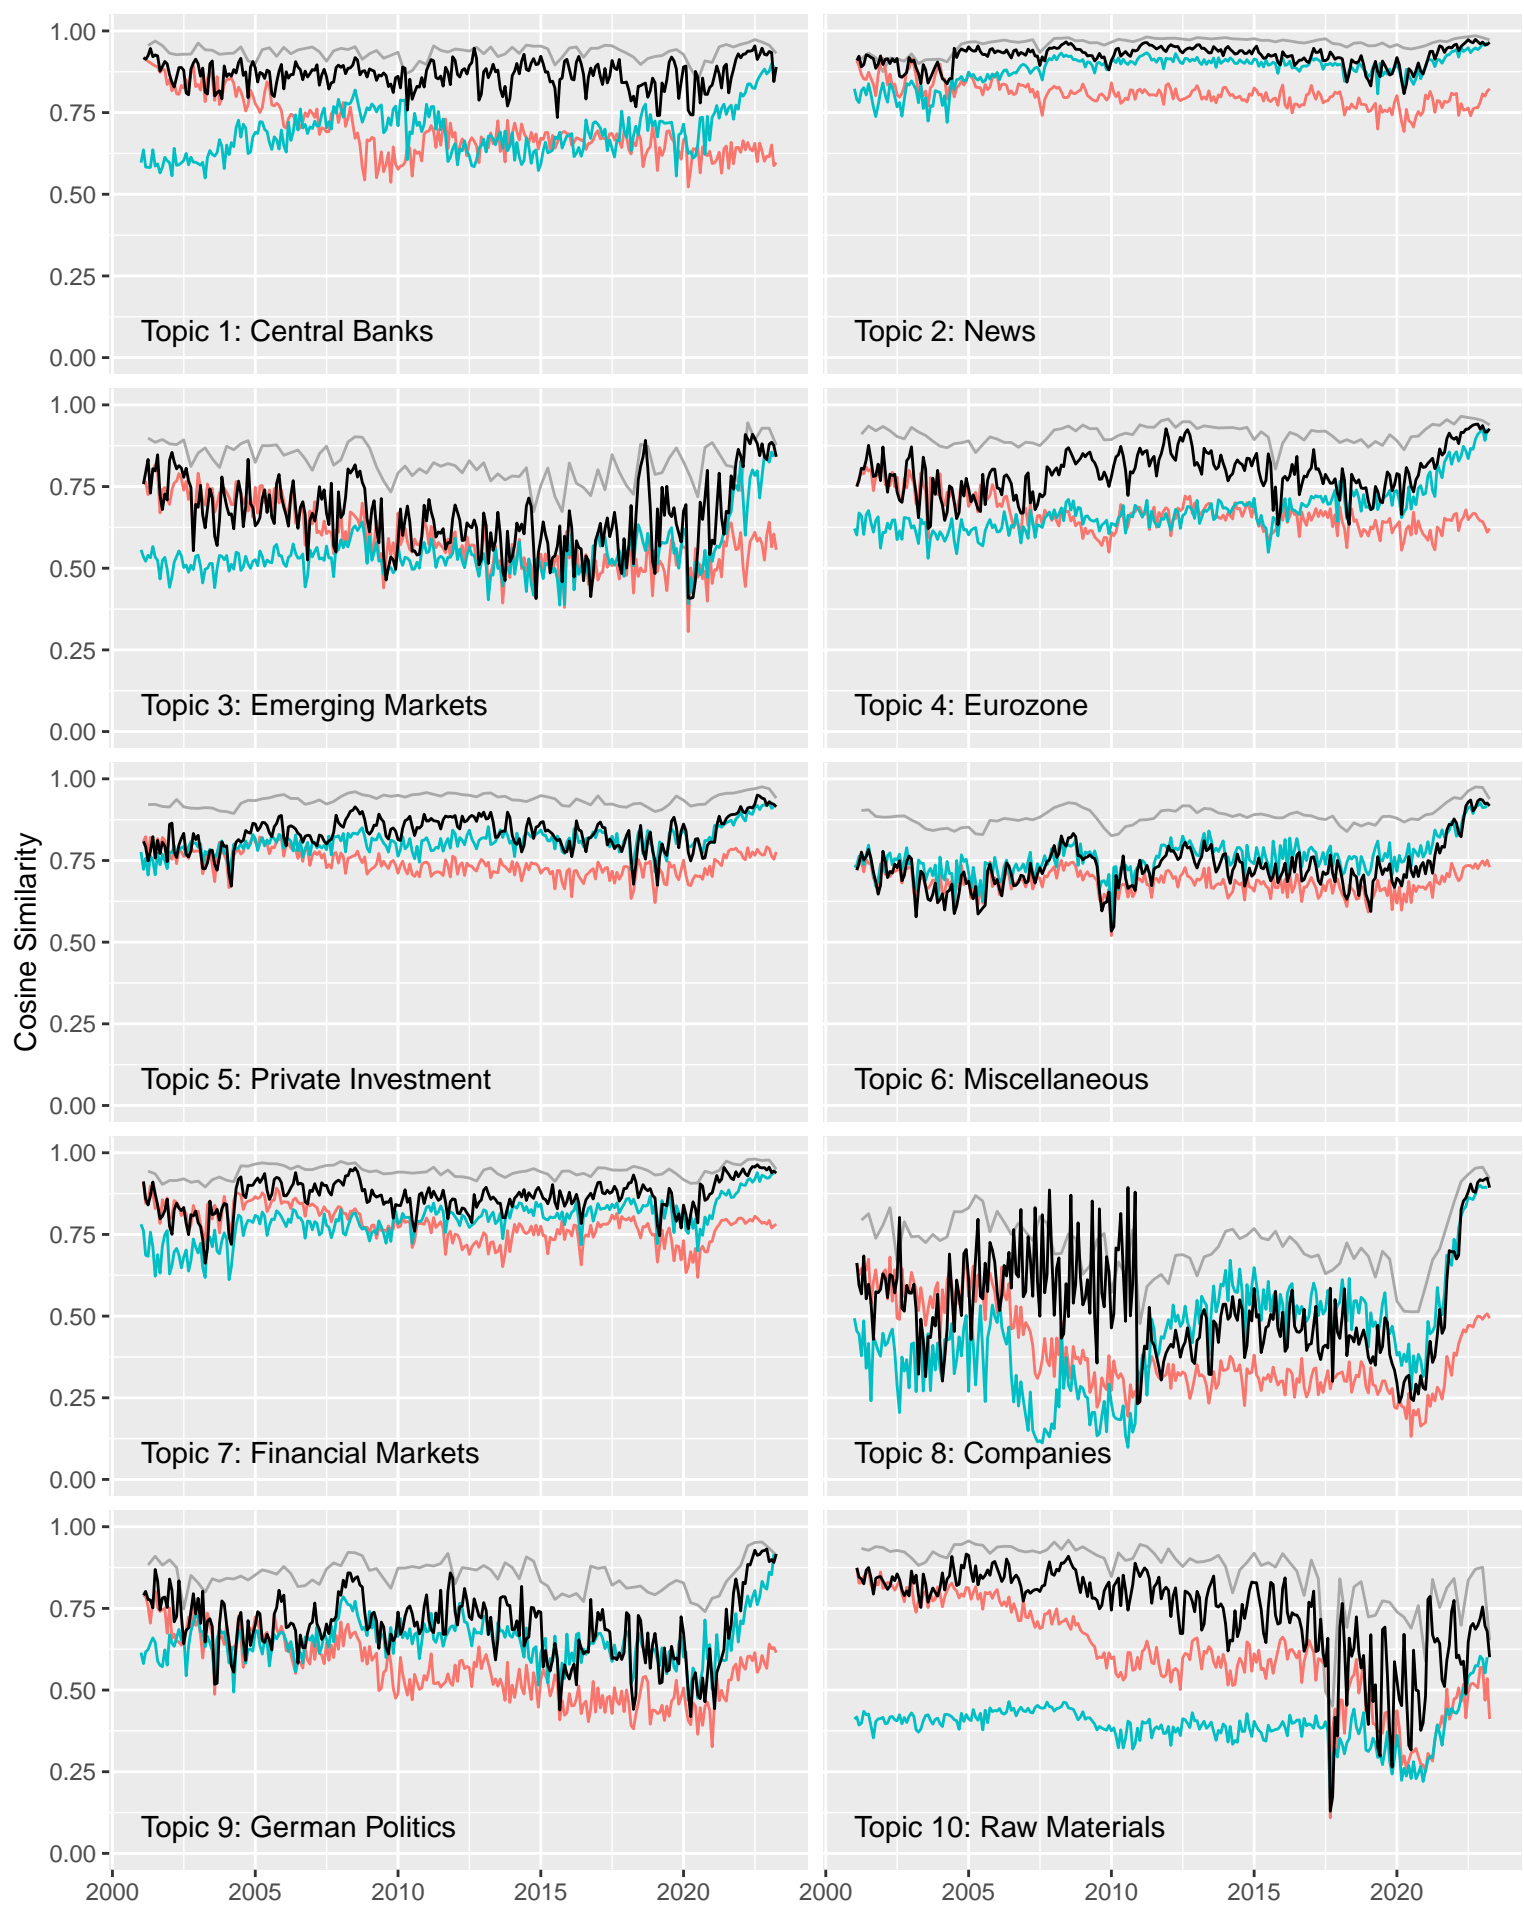 1.00
0.75
0.50
0.25
0.00
Topic 1: Central Banks
Topic 2: News
1.00
0.75
0.50
0.25
0.00
Topic 3: Emerging Markets
Topic 4: Eurozone
Cosine Similarity
1.00
0.75
0.50
0.25
0.00
Topic 5: Private Investment
Topic 6: Miscellaneous
1.00
0.75
0.50
0.25
0.00
Topic 7: Financial Markets
Topic 8: Companies
1.00
0.75
0.50
0.25
0.00
Topic 9: German Politics
Topic 10: Raw Materials
2000 2005 2010 2015 2020 2000 2005 2010 2015 2020